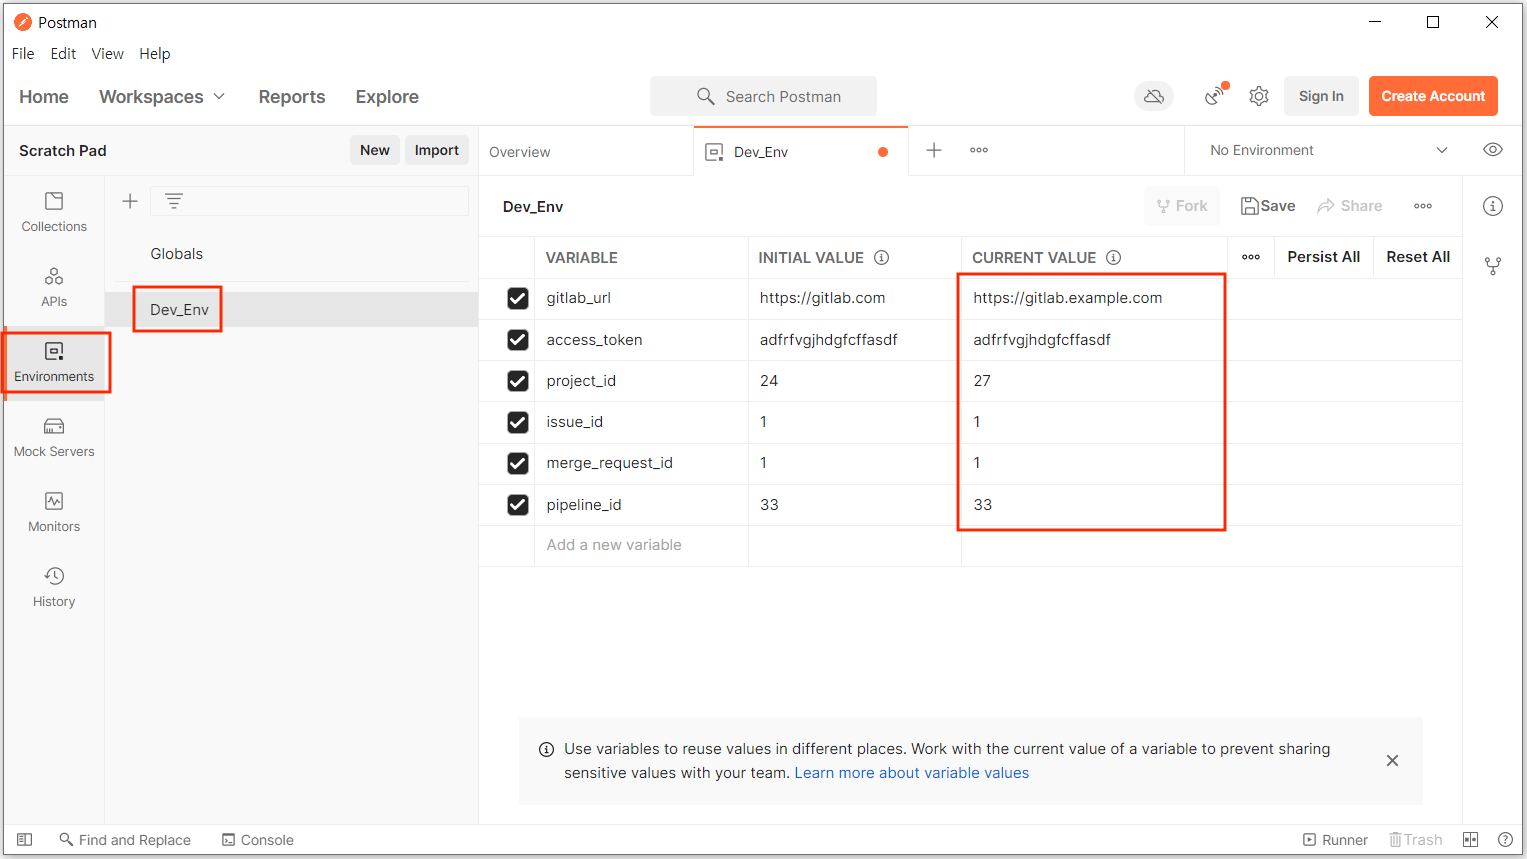 Postman
File Edit View Help
Home Workspaces Reports Explore Search Postman Sign In Create Account
Scratch Pad New Import Overview Dev_Env No Environment
Collections
APIs
Environments
Mock Servers
Monitors
History
Globals
Dev_Env
Dev_Env Fork Save Share
VARIABLE INITIAL VALUE CURRENT VALUE Persist All Reset All
gitlab_url https://gitlab.com https://gitlab.example.com
access_token adfrfvgjhdgfcffasdf adfrfvgjhdgfcffasdf
project_id 24 27
issue_id 1 1
merge_request_id 1 1
pipeline_id 33 33
Add a new variable
Use variables to reuse values in different places. Work with the current value of a variable to prevent sharing
sensitive values with your team. Learn more about variable values
Find and Replace Console Runner Trash